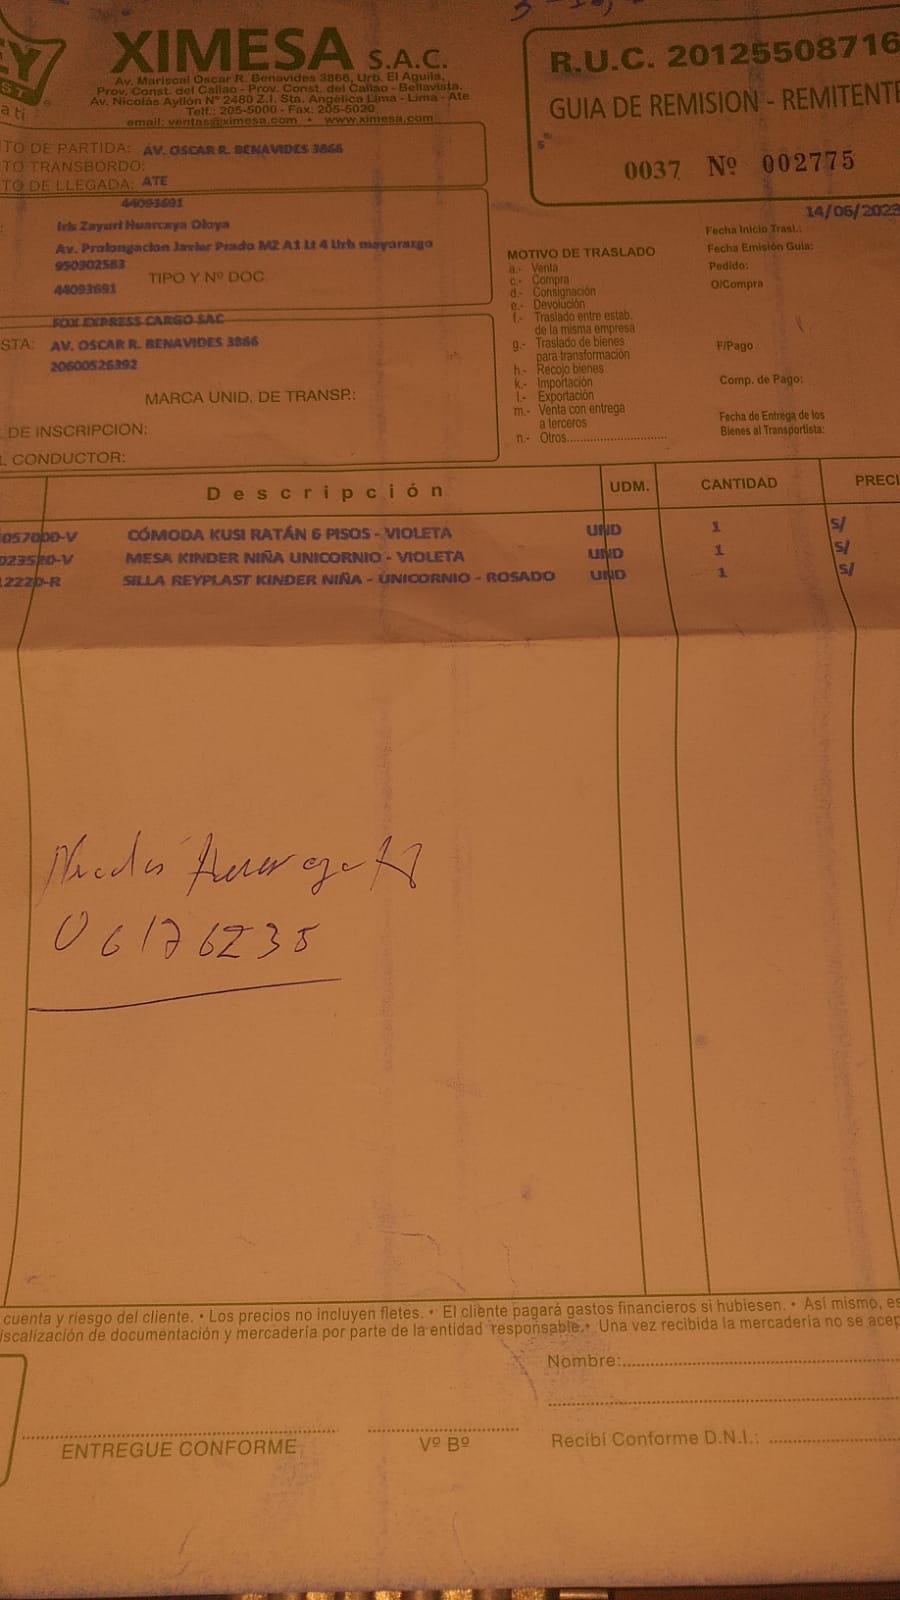 EY
XIMESA S.A.C.
Av. Mariscal Oscar R. Benavides 3866, Urb. El Aguila,
Prov. Const. del Callao - Prov. Const. del Callao - Bellavista.
Av. Nicolás Ayllón Nº 2480 Z.I. Sta. Angélica Lima - Lima - Ate
Telf.: 205-5000 - Fax: 205-5020
email: ventas@ximesa.com • www.ximesa.com
R.U.C. 20125508716
GUIA DE REMISION - REMITENTE
0037 Nº 002775
TO DE PARTIDA: AV. OSCAR R. BENAVIDES 3866
TO TRANSBORDO:
TO DE LLEGADA: ATE
44093691
Iris Zayuri Huarcaya Oloya
Av. Prolongacion Javier Prado M2 A1 Lt 4 Urb mayorazgo
950302583
TIPO Y Nº DOC.
44093691
FOX EXPRESS CARGO SAC
STA: AV. OSCAR R. BENAVIDES 3866
20600526392
MARCA UNID. DE TRANSP.:
DE INSCRIPCION:
CONDUCTOR:
14/06/2023
MOTIVO DE TRASLADO
a.- Venta
c.- Compra
d.- Consignación
e.- Devolución
f.- Traslado entre estab.
de la misma empresa
g.- Traslado de bienes
para transformación
h.- Recojo bienes
k.- Importación
l.- Exportación
m.- Venta con entrega
a terceros
n.- Otros
Fecha Inicio Trasl.:
Fecha Emisión Guia:
Pedido:
O/Compra
F/Pago
Comp. de Pago:
Fecha de Entrega de los
Bienes al Transportista:
Descripción UDM. CANTIDAD PRECI
057000-V CÓMODA KUSI RATÁN 6 PISOS - VIOLETA UND 1 S/
023520-V MESA KINDER NIÑA UNICORNIO - VIOLETA UND 1 S/
2220-R SILLA REYPLAST KINDER NIÑA - UNICORNIO - ROSADO UND 1 S/
06176235
cuenta y riesgo del cliente. • Los precios no incluyen fletes. • El cliente pagará gastos financieros si hubiesen. • Así mismo, es
iscalización de documentación y mercadería por parte de la entidad responsable. • Una vez recibida la mercaderia no se acep
Nombre:
ENTREGUE CONFORME
Vº Bº
Recibí Conforme D.N.I.: